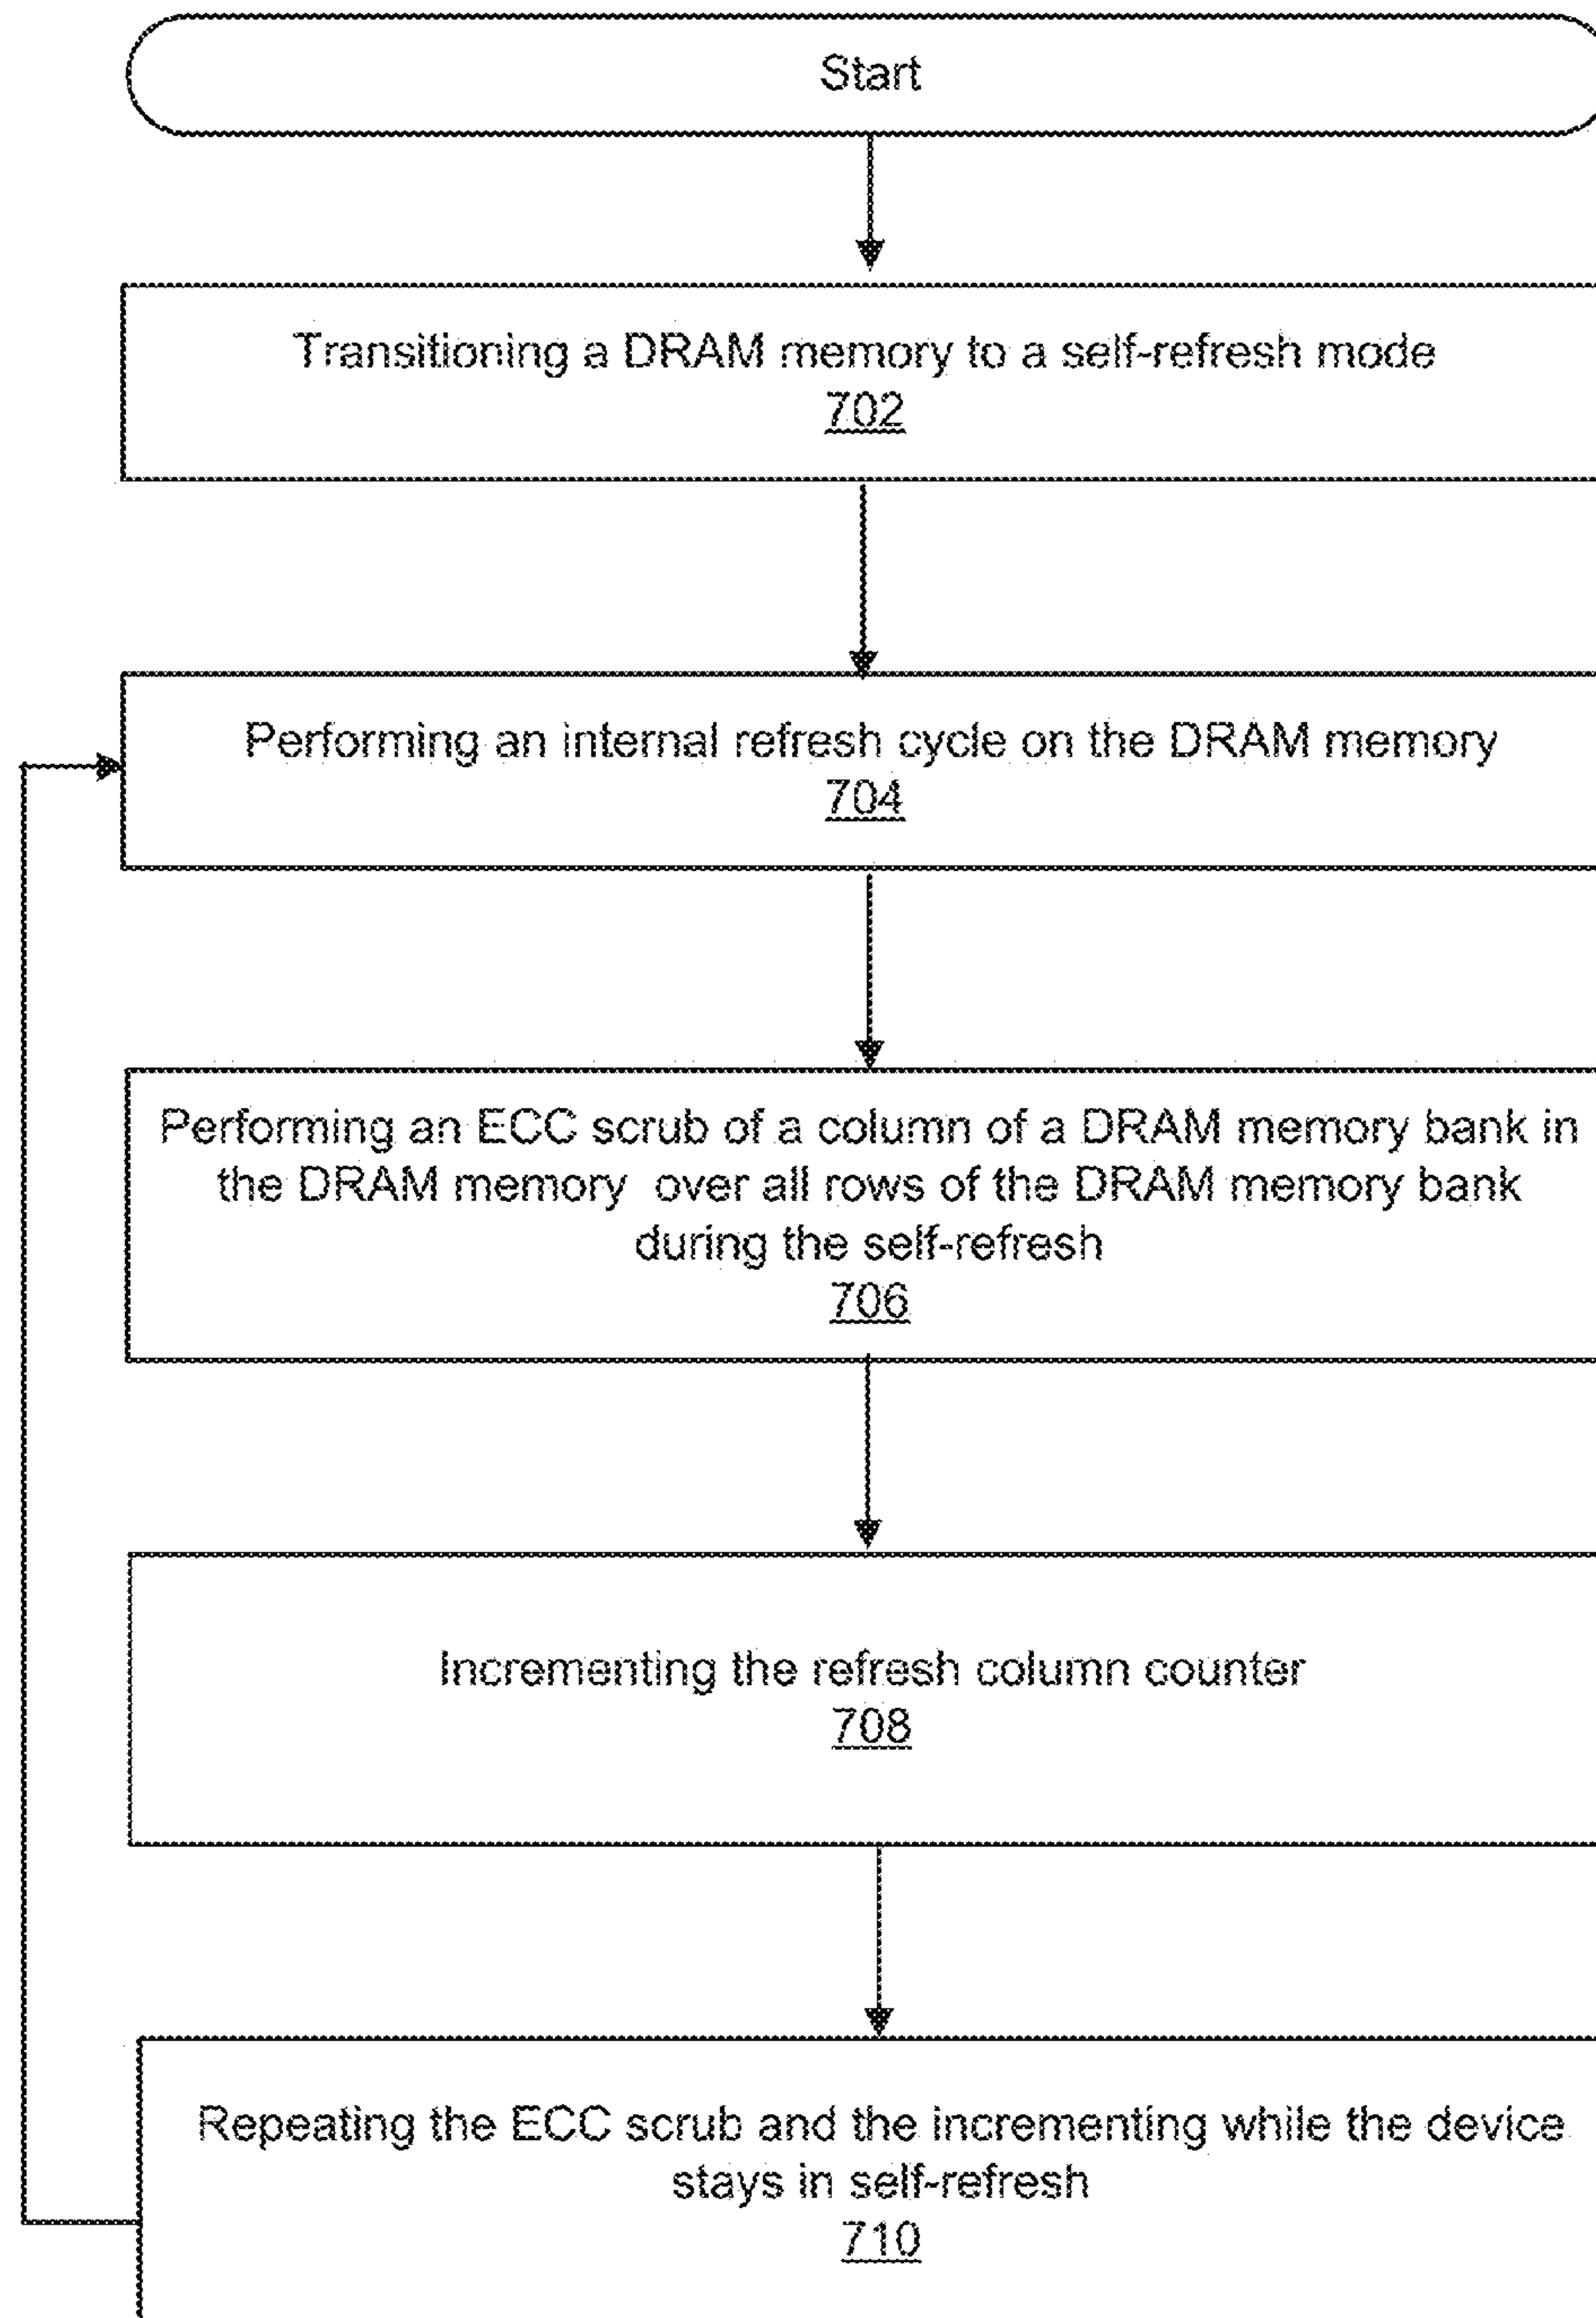 Start
Transitioning a DRAM memory to a self-refresh mode
702
Performing an internal refresh cycle on the DRAM memory
704
Performing an ECC scrub of a column of a DRAM memory bank in
the DRAM memory over all rows of the DRAM memory bank
during the self-refresh
706
Incrementing the refresh column counter
708
Repeating the ECC scrub and the incrementing while the device
stays in self-refresh
710